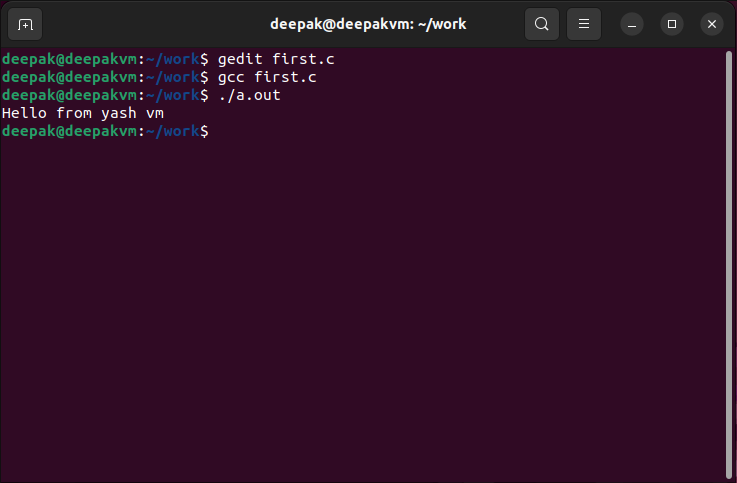 deepak@deepakvm: ~/work
deepak@deepakvm:~/work$ gedit first.c
deepak@deepakvm:~/work$ gcc first.c
deepak@deepakvm:~/work$ ./a.out
Hello from yash vm
deepak@deepakvm:~/work$